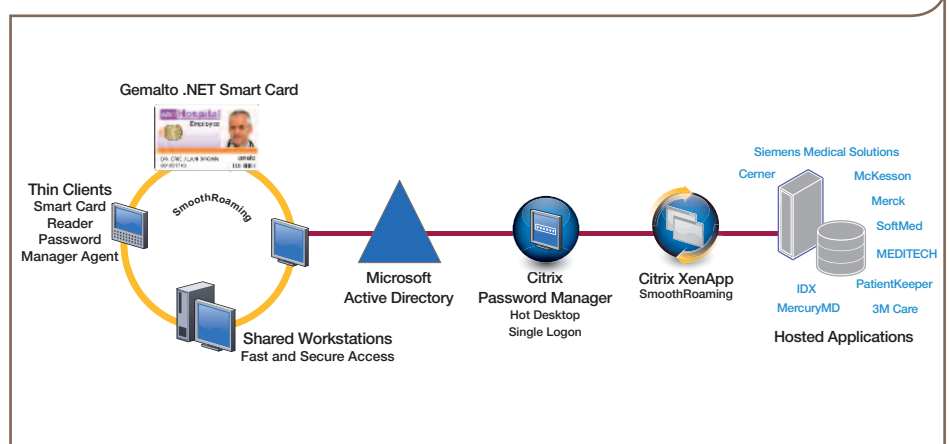 Gemalto .NET Smart Card
Hospital
Employee
SmoothRoaming
Thin Clients
Smart Card
Reader
Password
Manager Agent
Shared Workstations
Fast and Secure Access
Microsoft
Active Directory
Citrix
Password Manager
Hot Desktop
Single Logon
Citrix XenApp
SmoothRoaming
Siemens Medical Solutions
Cerner
McKesson
Merck
SoftMed
MEDITECH
PatientKeeper
IDX
MercuryMD
3M Care
Hosted Applications